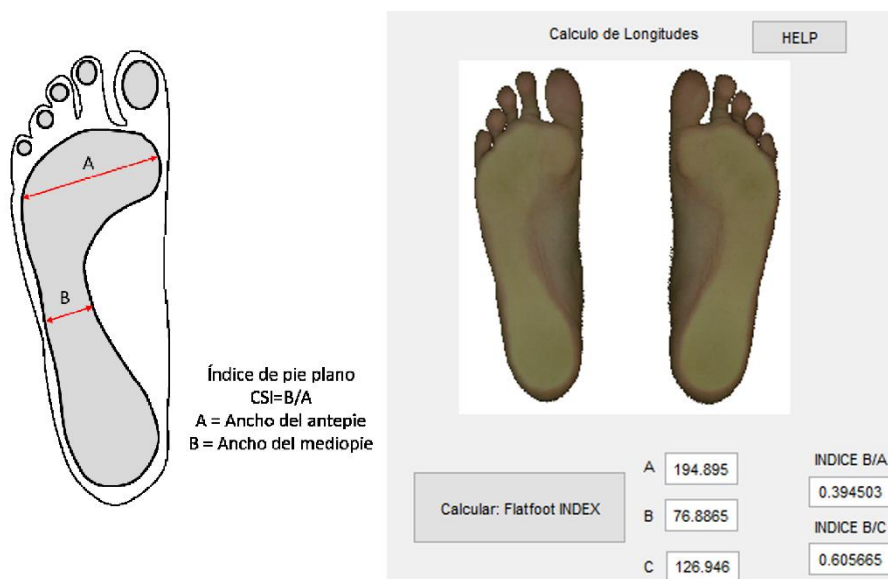 A
B
Índice de pie plano
CSI=B/A
A = Ancho del antepie
B = Ancho del mediopie
Calculo de Longitudes
HELP
Calcular: Flatfoot INDEX
A 194.895
B 76.8865
C 126.946
INDICE B/A
0.394503
INDICE B/C
0.605665